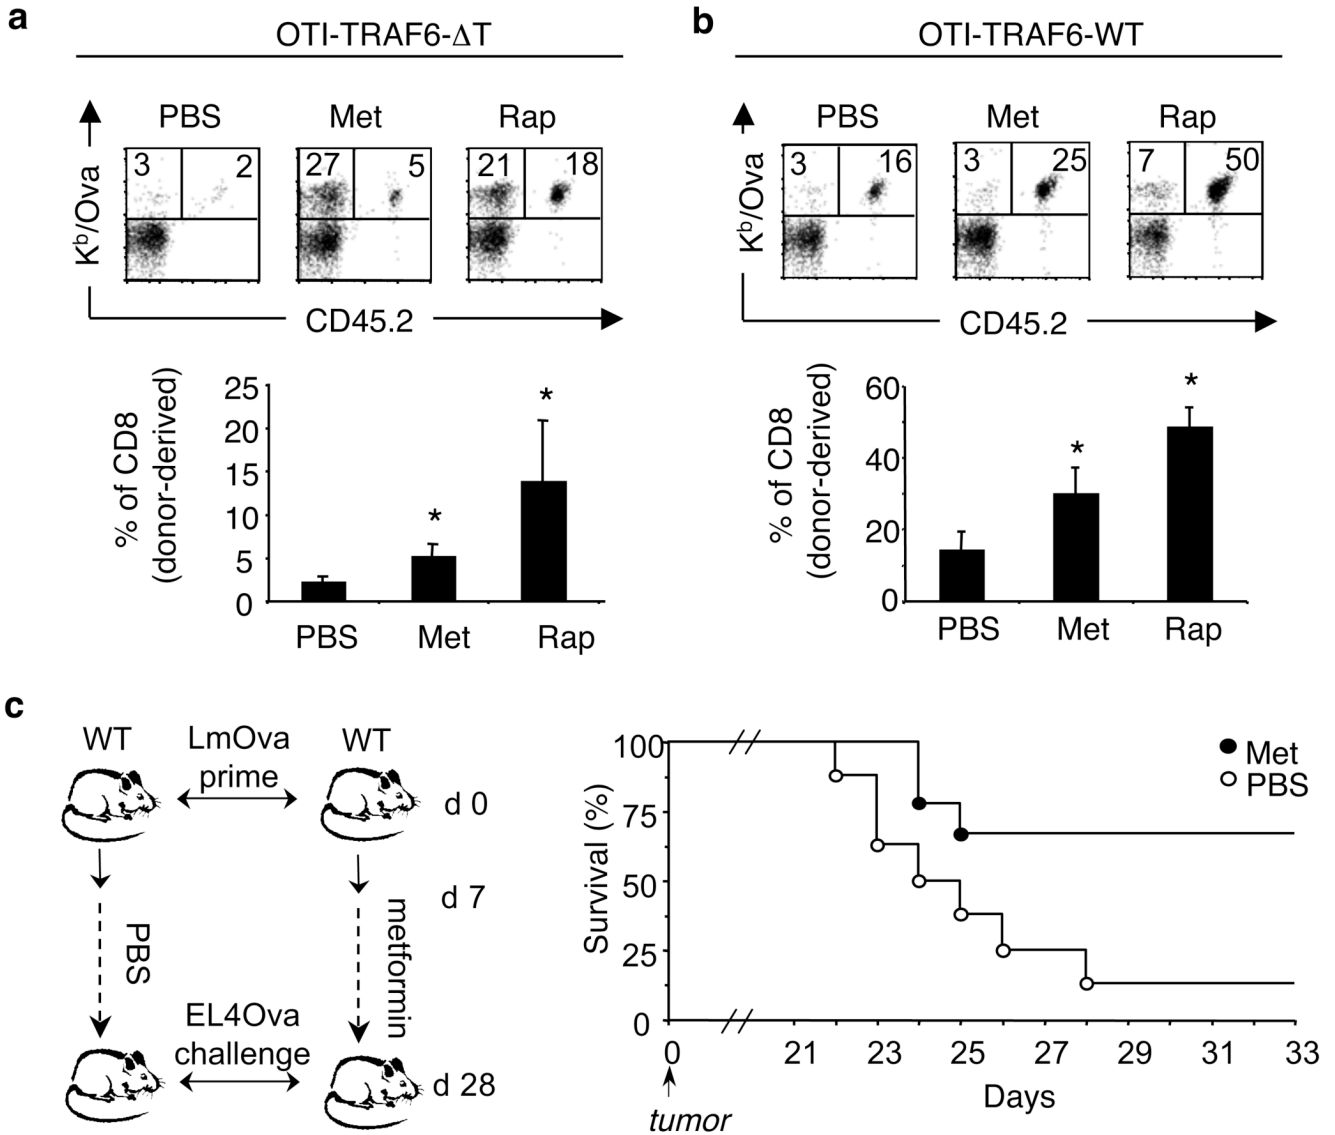 a
OTI-TRAF6-ΔT
PBS Met Rap
Kᵇ/Ova
3 2 27 5 21 18
CD45.2
% of CD8
(donor-derived)
25
20
15
10
5
0
* *
PBS Met Rap
b
OTI-TRAF6-WT
PBS Met Rap
Kᵇ/Ova
3 16 3 25 7 50
CD45.2
% of CD8
(donor-derived)
60
40
20
0
* *
PBS Met Rap
c
WT LmOva WT
prime
d 0
d 7
PBS
metformin
EL4Ova
challenge
d 28
Survival (%)
100
75
50
25
0
Met
PBS
0 21 23 25 27 29 31 33
Days
tumor